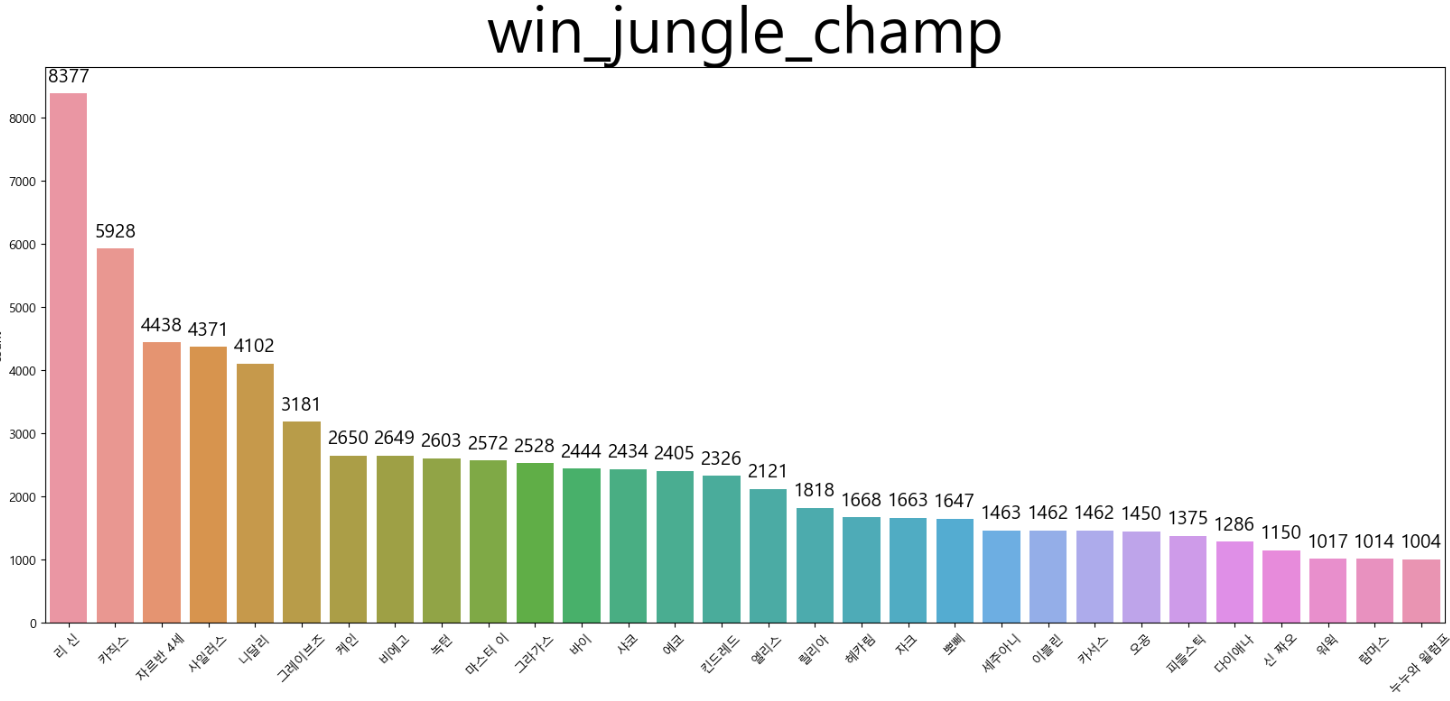 win_jungle_champ
8377
5928
4438
4371
4102
3181
2650
2649
2603
2572
2528
2444
2434
2405
2326
2121
1818
1668
1663
1647
1463
1462
1462
1450
1375
1286
1150
1017
1014
1004
8000
7000
6000
5000
4000
3000
2000
1000
0
리 신
카직스
자르반 4세
사일러스
니달리
그레이브즈
케인
비에고
녹턴
마스터 이
그라가스
바이
샤코
에코
킨드레드
엘리스
릴리아
헤카림
자크
뽀삐
세주아니
이블린
카서스
오공
피들스틱
다이애나
신 짜오
워윅
람머스
누누와 윌럼프